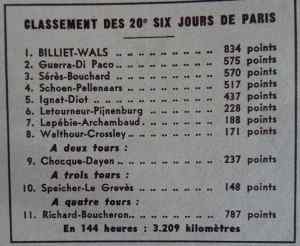 CLASSEMENT DES 20e SIX JOURS DE PARIS
1. BILLIET-WALS .. .. .. .. .. .. 834 points
2. Guerra-Di Paco .. .. .. .. .. 575 points
3. Sérès-Bouchard .. .. .. .. .. 570 points
4. Schoen-Pellenaars .. .. .. .. 517 points
5. Ignat-Diot .. .. .. .. .. .. 437 points
6. Letourneur-Pijnenburg .. .. .. 228 points
7. Lapébie-Archambaud .. .. .. .. 188 points
8. Walthour-Crossley .. .. .. .. 171 points
A deux tours :
9. Chocque-Dayen .. .. .. .. .. 237 points
A trois tours :
10. Speicher-Le Grevès .. .. .. .. 148 points
A quatre tours :
11. Richard-Boucheron .. .. .. .. 787 points
En 144 heures : 3.209 kilomètres